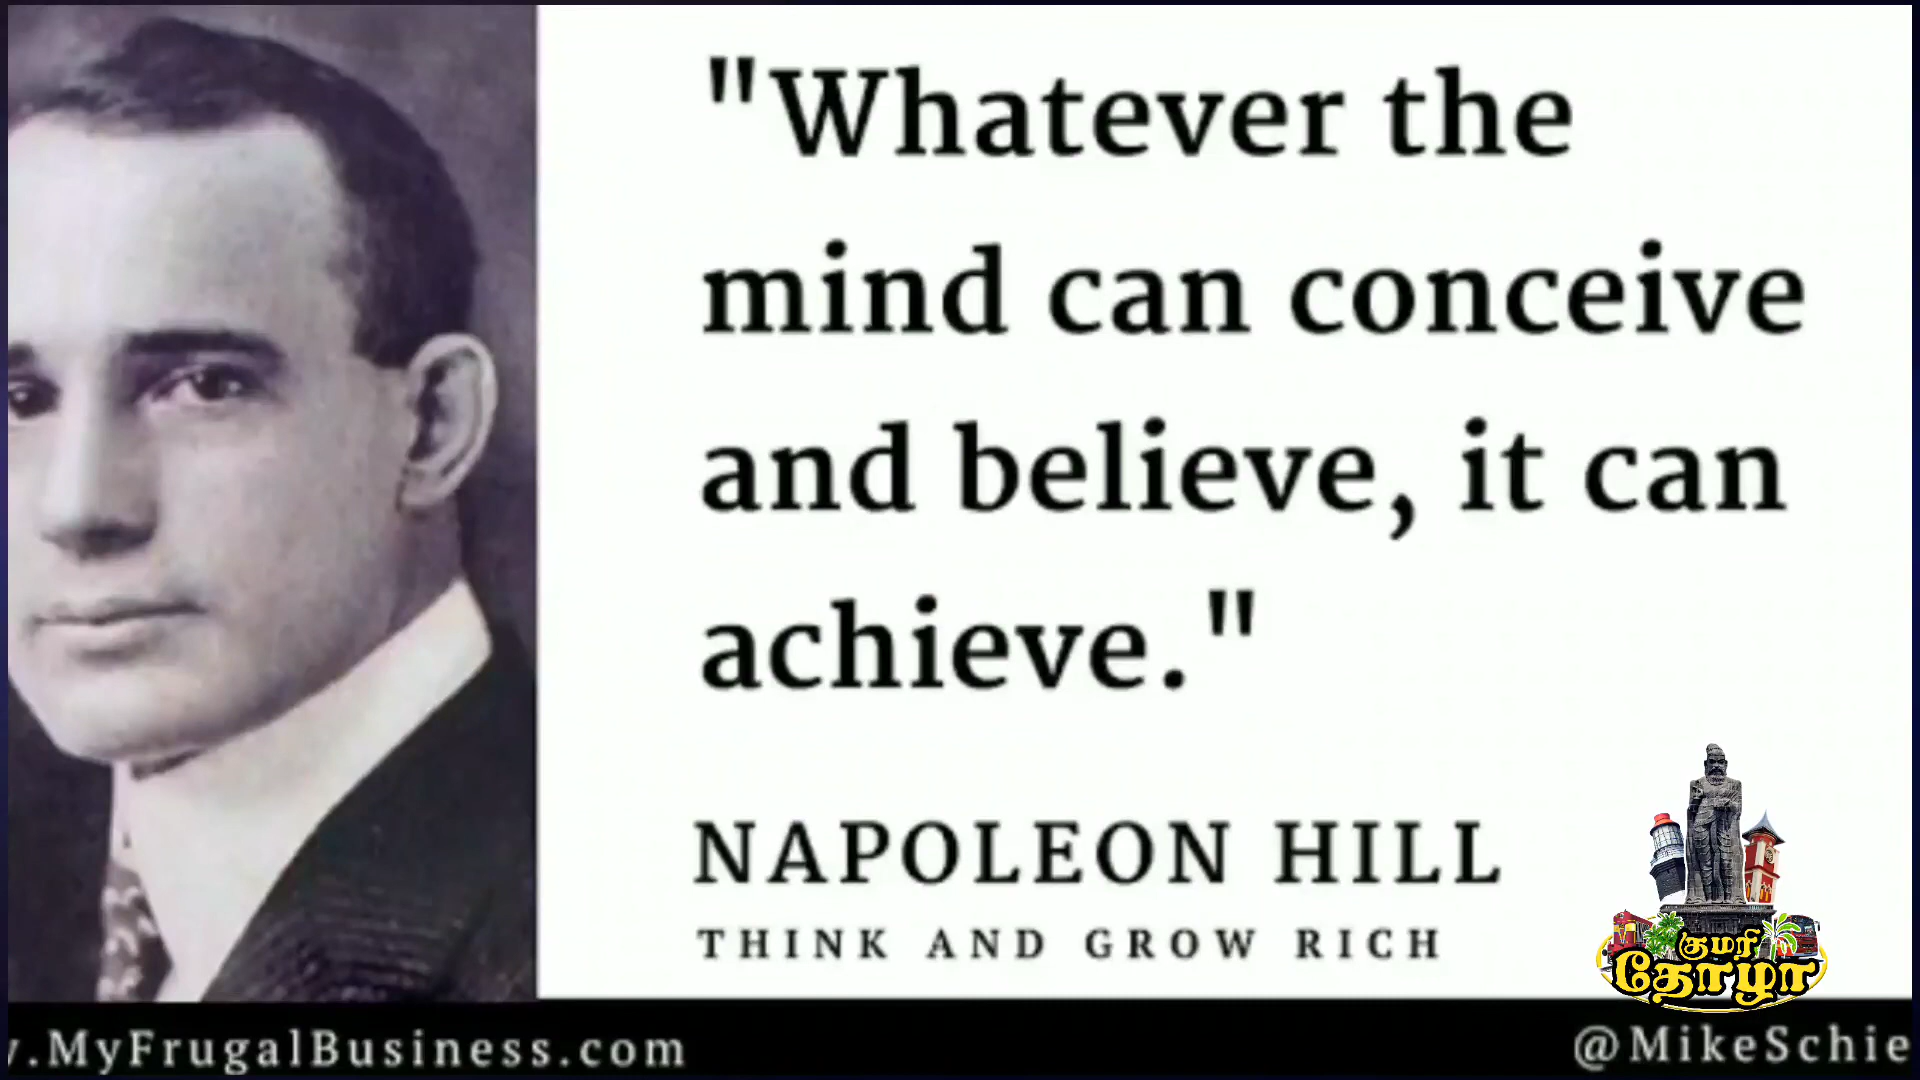 "Whatever the
mind can conceive
and believe, it can
achieve."
NAPOLEON HILL
THINK AND GROW RICH
குமரி
தோழா
.MyFrugalBusiness.com
@MikeSchie